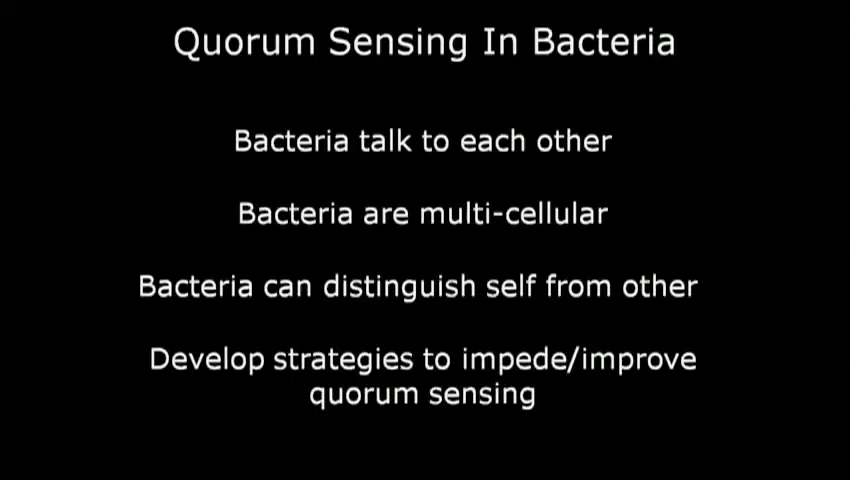 Quorum Sensing In Bacteria
Bacteria talk to each other
Bacteria are multi-cellular
Bacteria can distinguish self from other
Develop strategies to impede/improve
quorum sensing